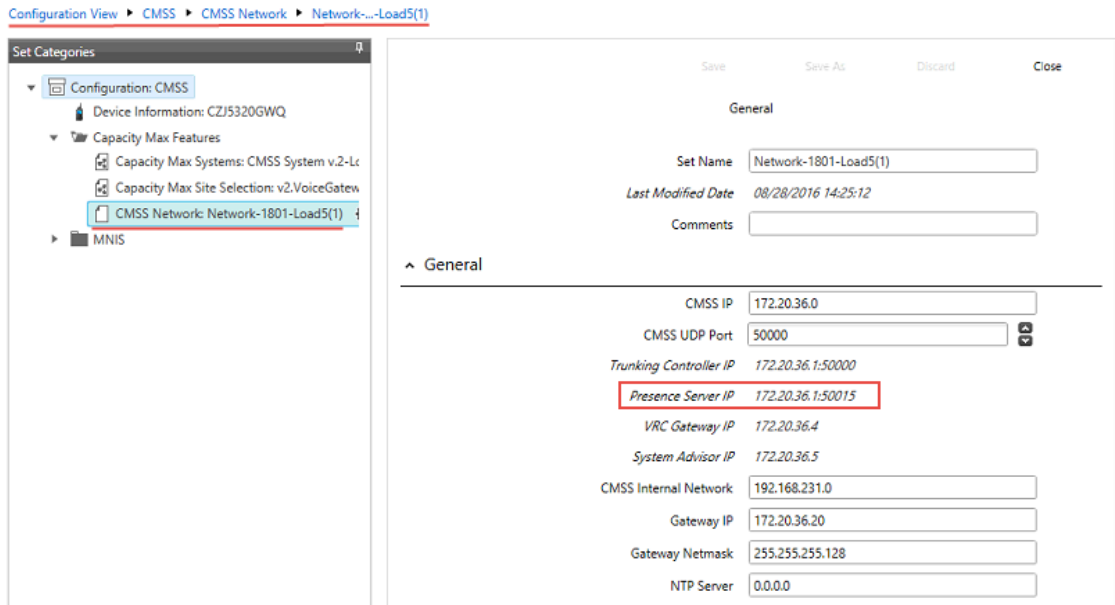 Configuration View ▸ CMSS ▸ CMSS Network ▸ Network-...-Load5(1)
Set Categories
Configuration: CMSS
Device Information: CZJ5320GWQ
Capacity Max Features
Capacity Max Systems: CMSS System v.2-Lo
Capacity Max Site Selection: v2.VoiceGatew
CMSS Network: Network-1801-Load5(1)
MNIS
Save Save As Discard Close
General
Set Name Network-1801-Load5(1)
Last Modified Date 08/28/2016 14:25:12
Comments
General
CMSS IP 172.20.36.0
CMSS UDP Port 50000
Trunking Controller IP 172.20.36.1:50000
Presence Server IP 172.20.36.1:50015
VRC Gateway IP 172.20.36.4
System Advisor IP 172.20.36.5
CMSS Internal Network 192.168.231.0
Gateway IP 172.20.36.20
Gateway Netmask 255.255.255.128
NTP Server 0.0.0.0